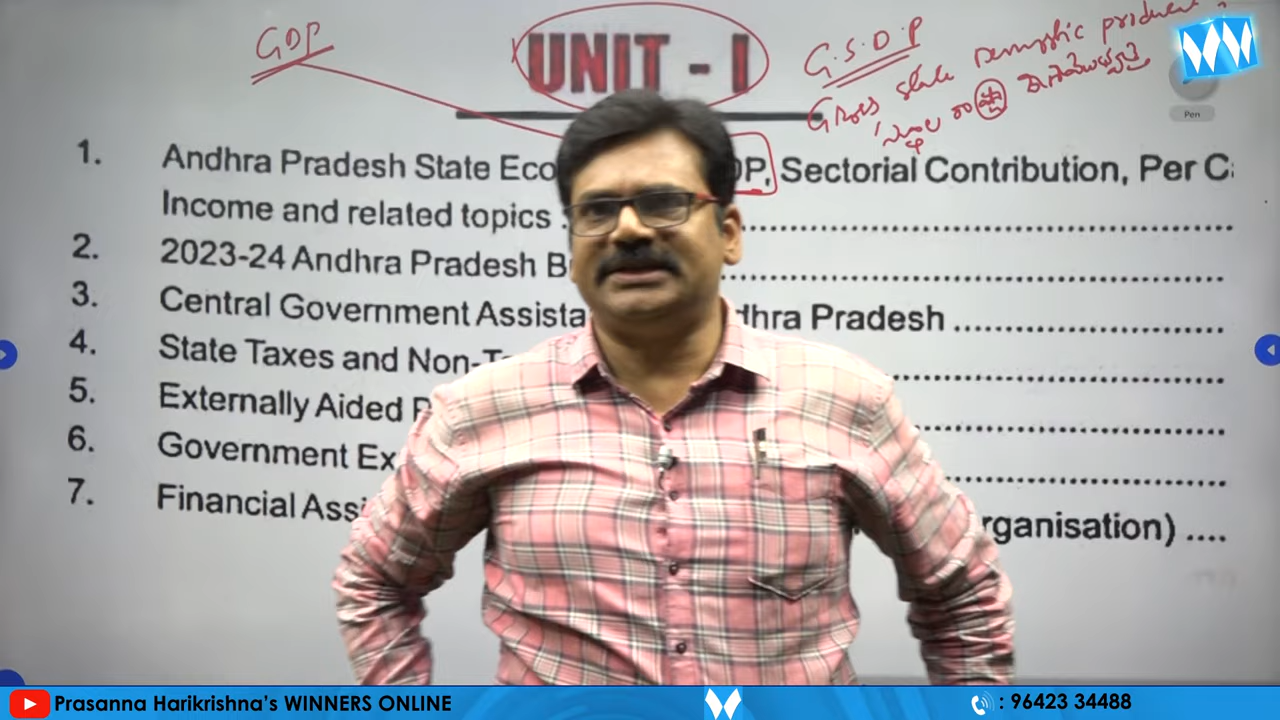 GDP
UNIT - I
G.S.D.P
Gross state Demostic product
Pen
1. Andhra Pradesh State Eco DP, Sectorial Contribution, Per C
Income and related topics
2. 2023-24 Andhra Pradesh B
3. Central Government Assista dhra Pradesh
4. State Taxes and Non-T
5. Externally Aided P
6. Government Ex
7. Financial Assi rganisation) ....
Prasanna Harikrishna's WINNERS ONLINE
: 96423 34488